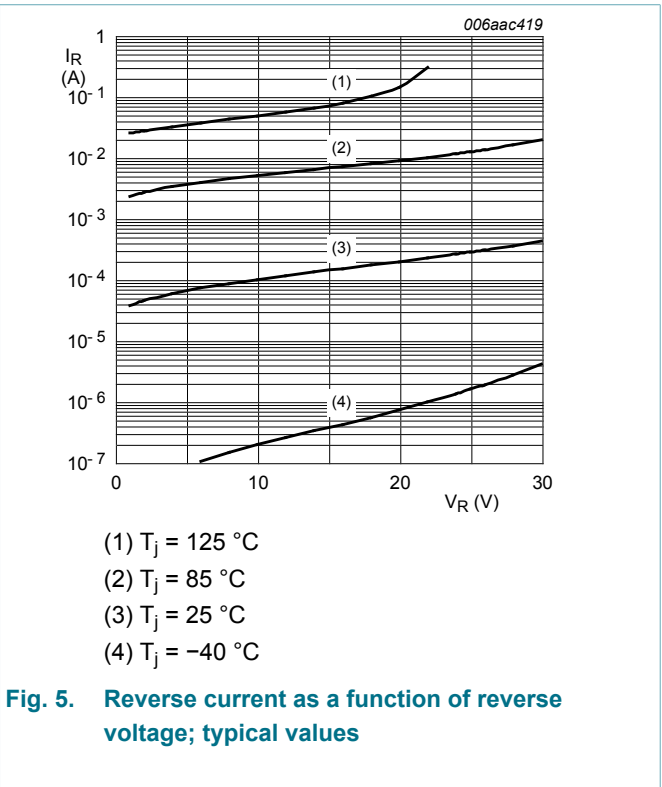 006aac419
I_R
(A)
1
10^-1
10^-2
10^-3
10^-4
10^-5
10^-6
10^-7
(1)
(2)
(3)
(4)
0 10 20 30
V_R (V)
(1) T_j = 125 °C
(2) T_j = 85 °C
(3) T_j = 25 °C
(4) T_j = −40 °C
Fig. 5. Reverse current as a function of reverse
voltage; typical values